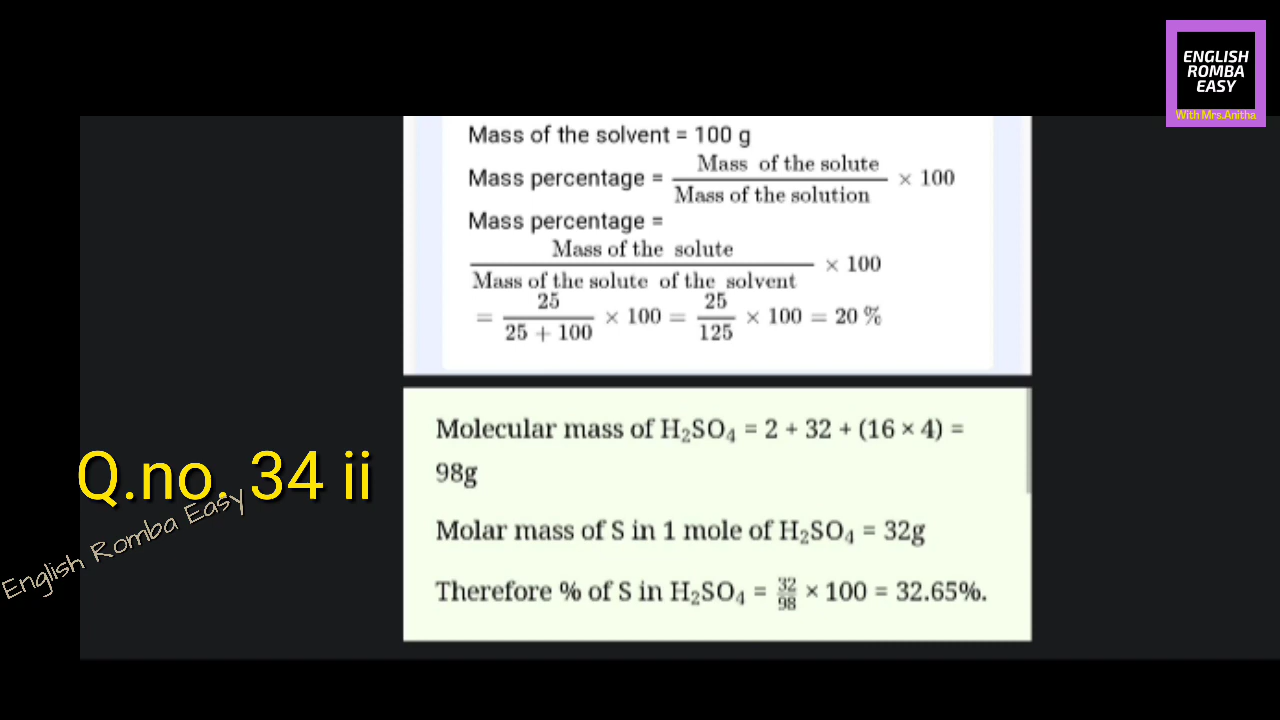 ENGLISH
ROMBA
EASY
With Mrs.Anitha
Mass of the solvent = 100 g
Mass percentage = Mass of the solute / Mass of the solution × 100
Mass percentage =
Mass of the solute / Mass of the solute of the solvent × 100
= 25 / 25 + 100 × 100 = 25 / 125 × 100 = 20 %
Molecular mass of H₂SO₄ = 2 + 32 + (16 × 4) =
98g
Molar mass of S in 1 mole of H₂SO₄ = 32g
Therefore % of S in H₂SO₄ = 32/98 × 100 = 32.65%.
Q.no. 34 ii
English Romba Easy